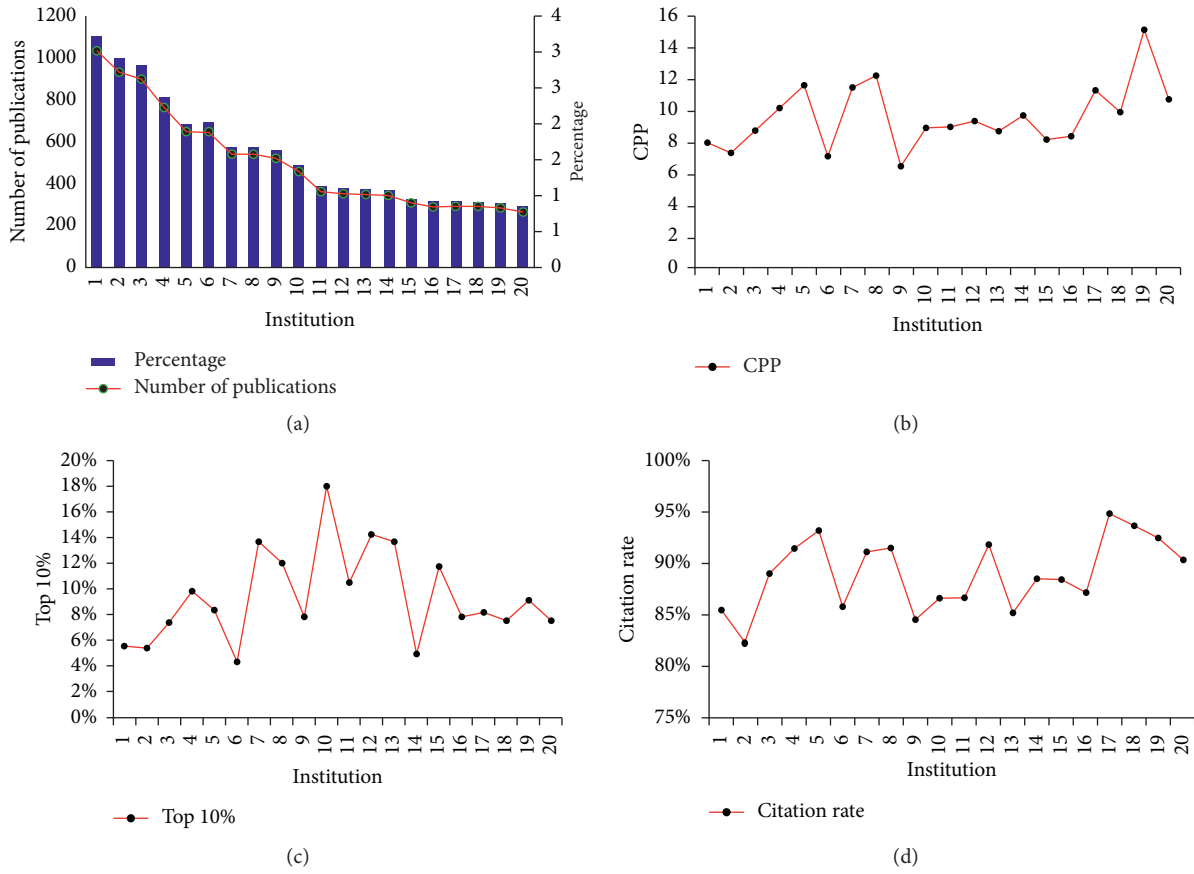 1200
1000
800
600
400
200
0
Number of publications
4
3
3
2
2
1
1
0
Percentage
1 2 3 4 5 6 7 8 9 10 11 12 13 14 15 16 17 18 19 20
Institution
Percentage
Number of publications
(a)
16
14
12
10
8
6
4
2
0
CPP
1 2 3 4 5 6 7 8 9 10 11 12 13 14 15 16 17 18 19 20
Institution
CPP
(b)
20%
18%
16%
14%
12%
10%
8%
6%
4%
2%
0%
Top 10%
1 2 3 4 5 6 7 8 9 10 11 12 13 14 15 16 17 18 19 20
Institution
Top 10%
(c)
100%
95%
90%
85%
80%
75%
Citation rate
1 2 3 4 5 6 7 8 9 10 11 12 13 14 15 16 17 18 19 20
Institution
Citation rate
(d)